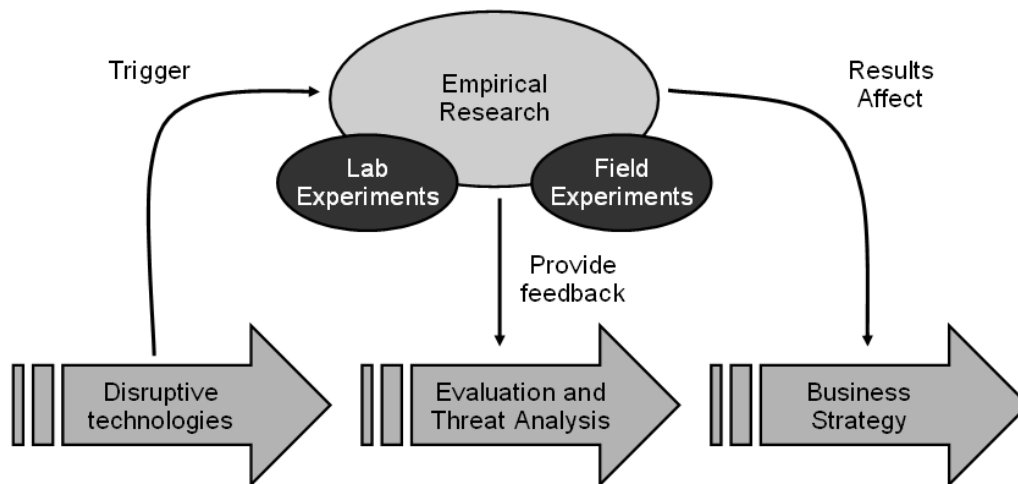 Trigger
Empirical
Research
Results
Affect
Lab
Experiments
Field
Experiments
Provide
feedback
Disruptive
technologies
Evaluation and
Threat Analysis
Business
Strategy